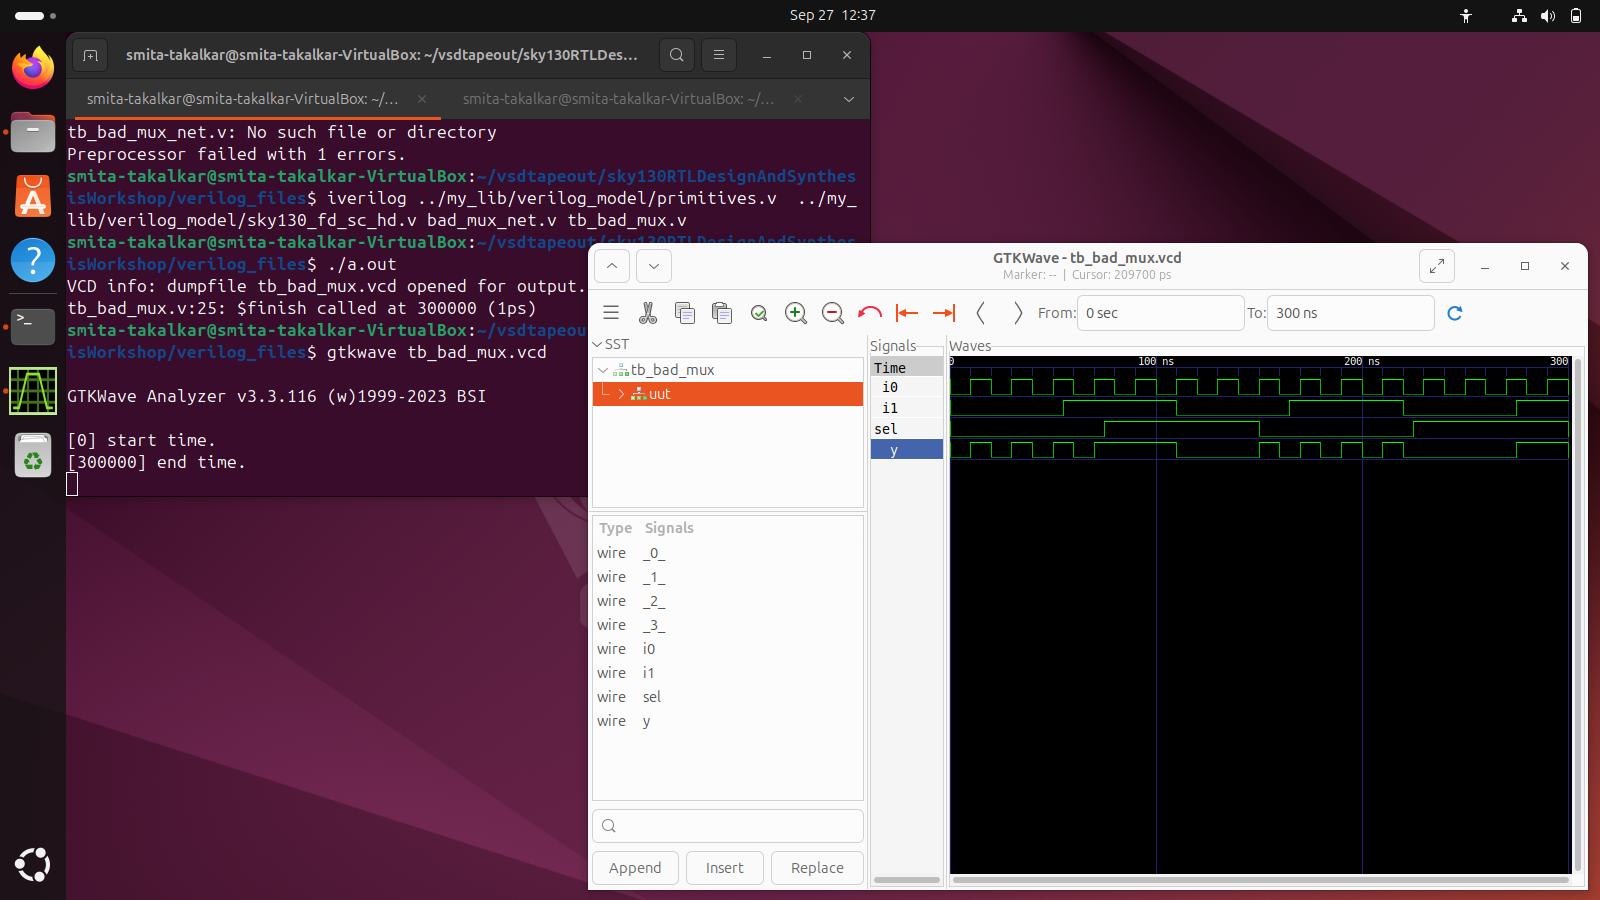 Sep 27 12:37
smita-takalkar@smita-takalkar-VirtualBox: ~/vsdtapeout/sky130RTLDes...
smita-takalkar@smita-takalkar-VirtualBox: ~/...
smita-takalkar@smita-takalkar-VirtualBox: ~/...
tb_bad_mux_net.v: No such file or directory
Preprocessor failed with 1 errors.
smita-takalkar@smita-takalkar-VirtualBox:~/vsdtapeout/sky130RTLDesignAndSynthes
isWorkshop/verilog_files$ iverilog ../my_lib/verilog_model/primitives.v  ../my_
lib/verilog_model/sky130_fd_sc_hd.v bad_mux_net.v tb_bad_mux.v
smita-takalkar@smita-takalkar-VirtualBox:~/vsdtapeout/sky130RTLDesignAndSynthes
isWorkshop/verilog_files$ ./a.out
VCD info: dumpfile tb_bad_mux.vcd opened for output.
tb_bad_mux.v:25: $finish called at 300000 (1ps)
smita-takalkar@smita-takalkar-VirtualBox:~/vsdtapeou
isWorkshop/verilog_files$ gtkwave tb_bad_mux.vcd
GTKWave Analyzer v3.3.116 (w)1999-2023 BSI
[0] start time.
[300000] end time.
GTKWave - tb_bad_mux.vcd
Marker: -- | Cursor: 209700 ps
From: 0 sec
To: 300 ns
SST
tb_bad_mux
uut
Type Signals
wire _0_
wire _1_
wire _2_
wire _3_
wire i0
wire i1
wire sel
wire y
Append Insert Replace
Signals
Time
i0
i1
sel
y
Waves
0 100 ns 200 ns 300